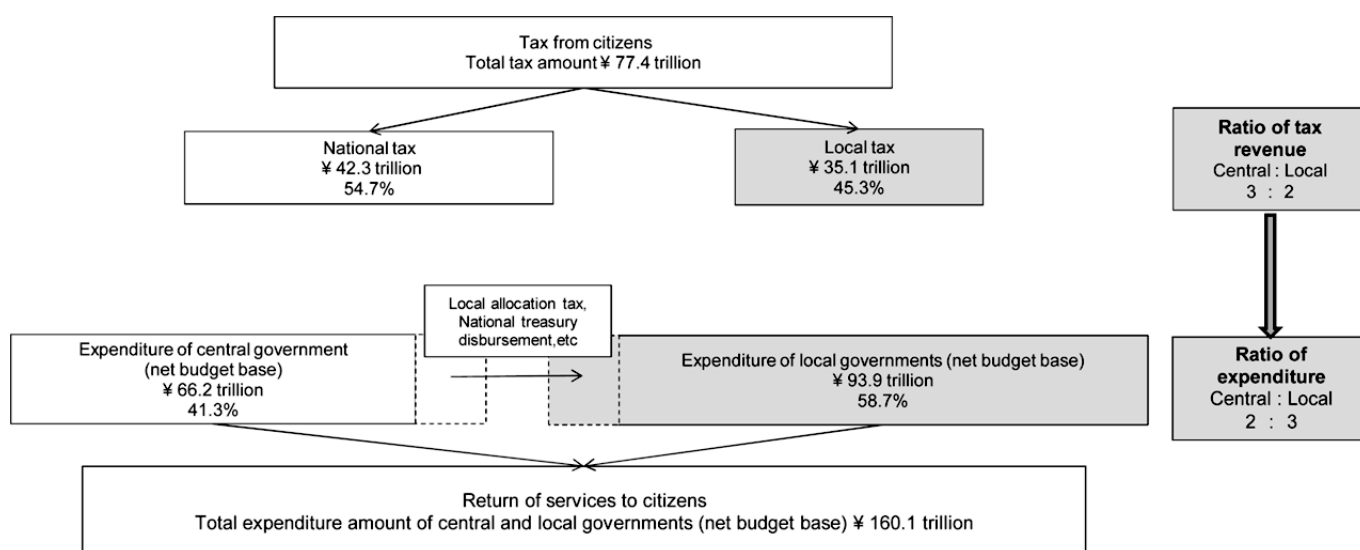 Tax from citizens
Total tax amount ¥ 77.4 trillion
National tax
¥ 42.3 trillion
54.7%
Local tax
¥ 35.1 trillion
45.3%
Ratio of tax
revenue
Central : Local
3 : 2
Local allocation tax,
National treasury
disbursement,etc
Expenditure of central government
(net budget base)
¥ 66.2 trillion
41.3%
Expenditure of local governments (net budget base)
¥ 93.9 trillion
58.7%
Ratio of
expenditure
Central : Local
2 : 3
Return of services to citizens
Total expenditure amount of central and local governments (net budget base) ¥ 160.1 trillion